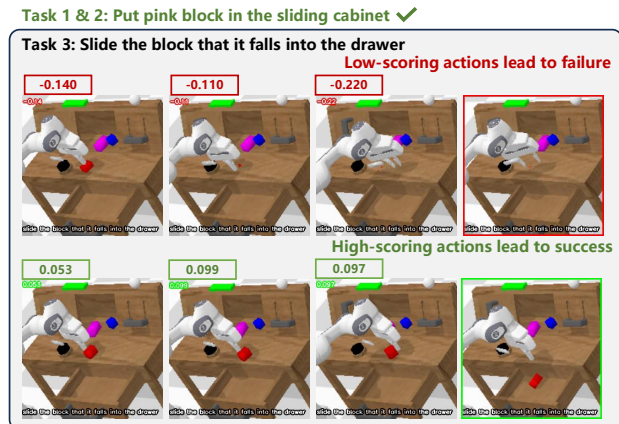 Task 1 & 2: Put pink block in the sliding cabinet ✓
Task 3: Slide the block that it falls into the drawer
Low-scoring actions lead to failure
-0.140 -0.110 -0.220
-0.14 -0.11 -0.22
slide the block that it falls into the drawer slide the block that it falls into the drawer slide the block that it falls into the drawer slide the block that it falls into the drawer
High-scoring actions lead to success
0.053 0.099 0.097
slide the block that it falls into the drawer slide the block that it falls into the drawer slide the block that it falls into the drawer slide the block that it falls into the drawer